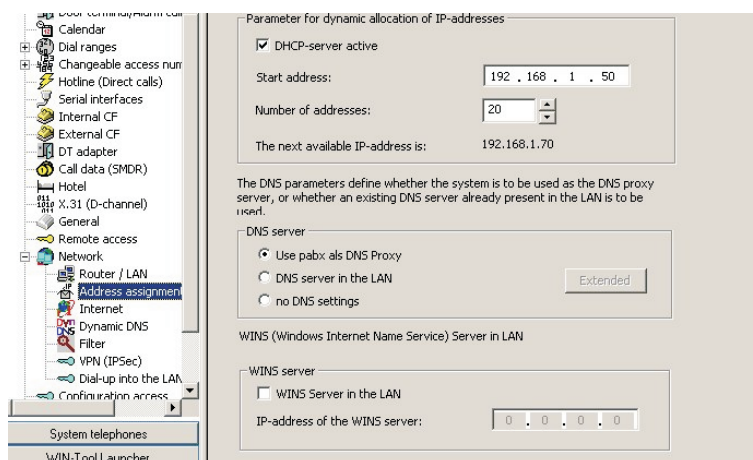 Calendar
Dial ranges
Changeable access num
Hotline (Direct calls)
Serial interfaces
Internal CF
External CF
DT adapter
Call data (SMDR)
Hotel
X.31 (D-channel)
General
Remote access
Network
Router / LAN
Address assignment
Internet
Dynamic DNS
Filter
VPN (IPSec)
Dial-up into the LAN
Configuration access
System telephones
WIN-Tool Launcher
Parameter for dynamic allocation of IP-addresses
DHCP-server active
Start address: 192 . 168 . 1 . 50
Number of addresses: 20
The next available IP-address is: 192.168.1.70
The DNS parameters define whether the system is to be used as the DNS proxy
server, or whether an existing DNS server already present in the LAN is to be
used.
DNS server
Use pabx als DNS Proxy
DNS server in the LAN
Extended
no DNS settings
WINS (Windows Internet Name Service) Server in LAN
WINS server
WINS Server in the LAN
IP-address of the WINS server: 0 . 0 . 0 . 0